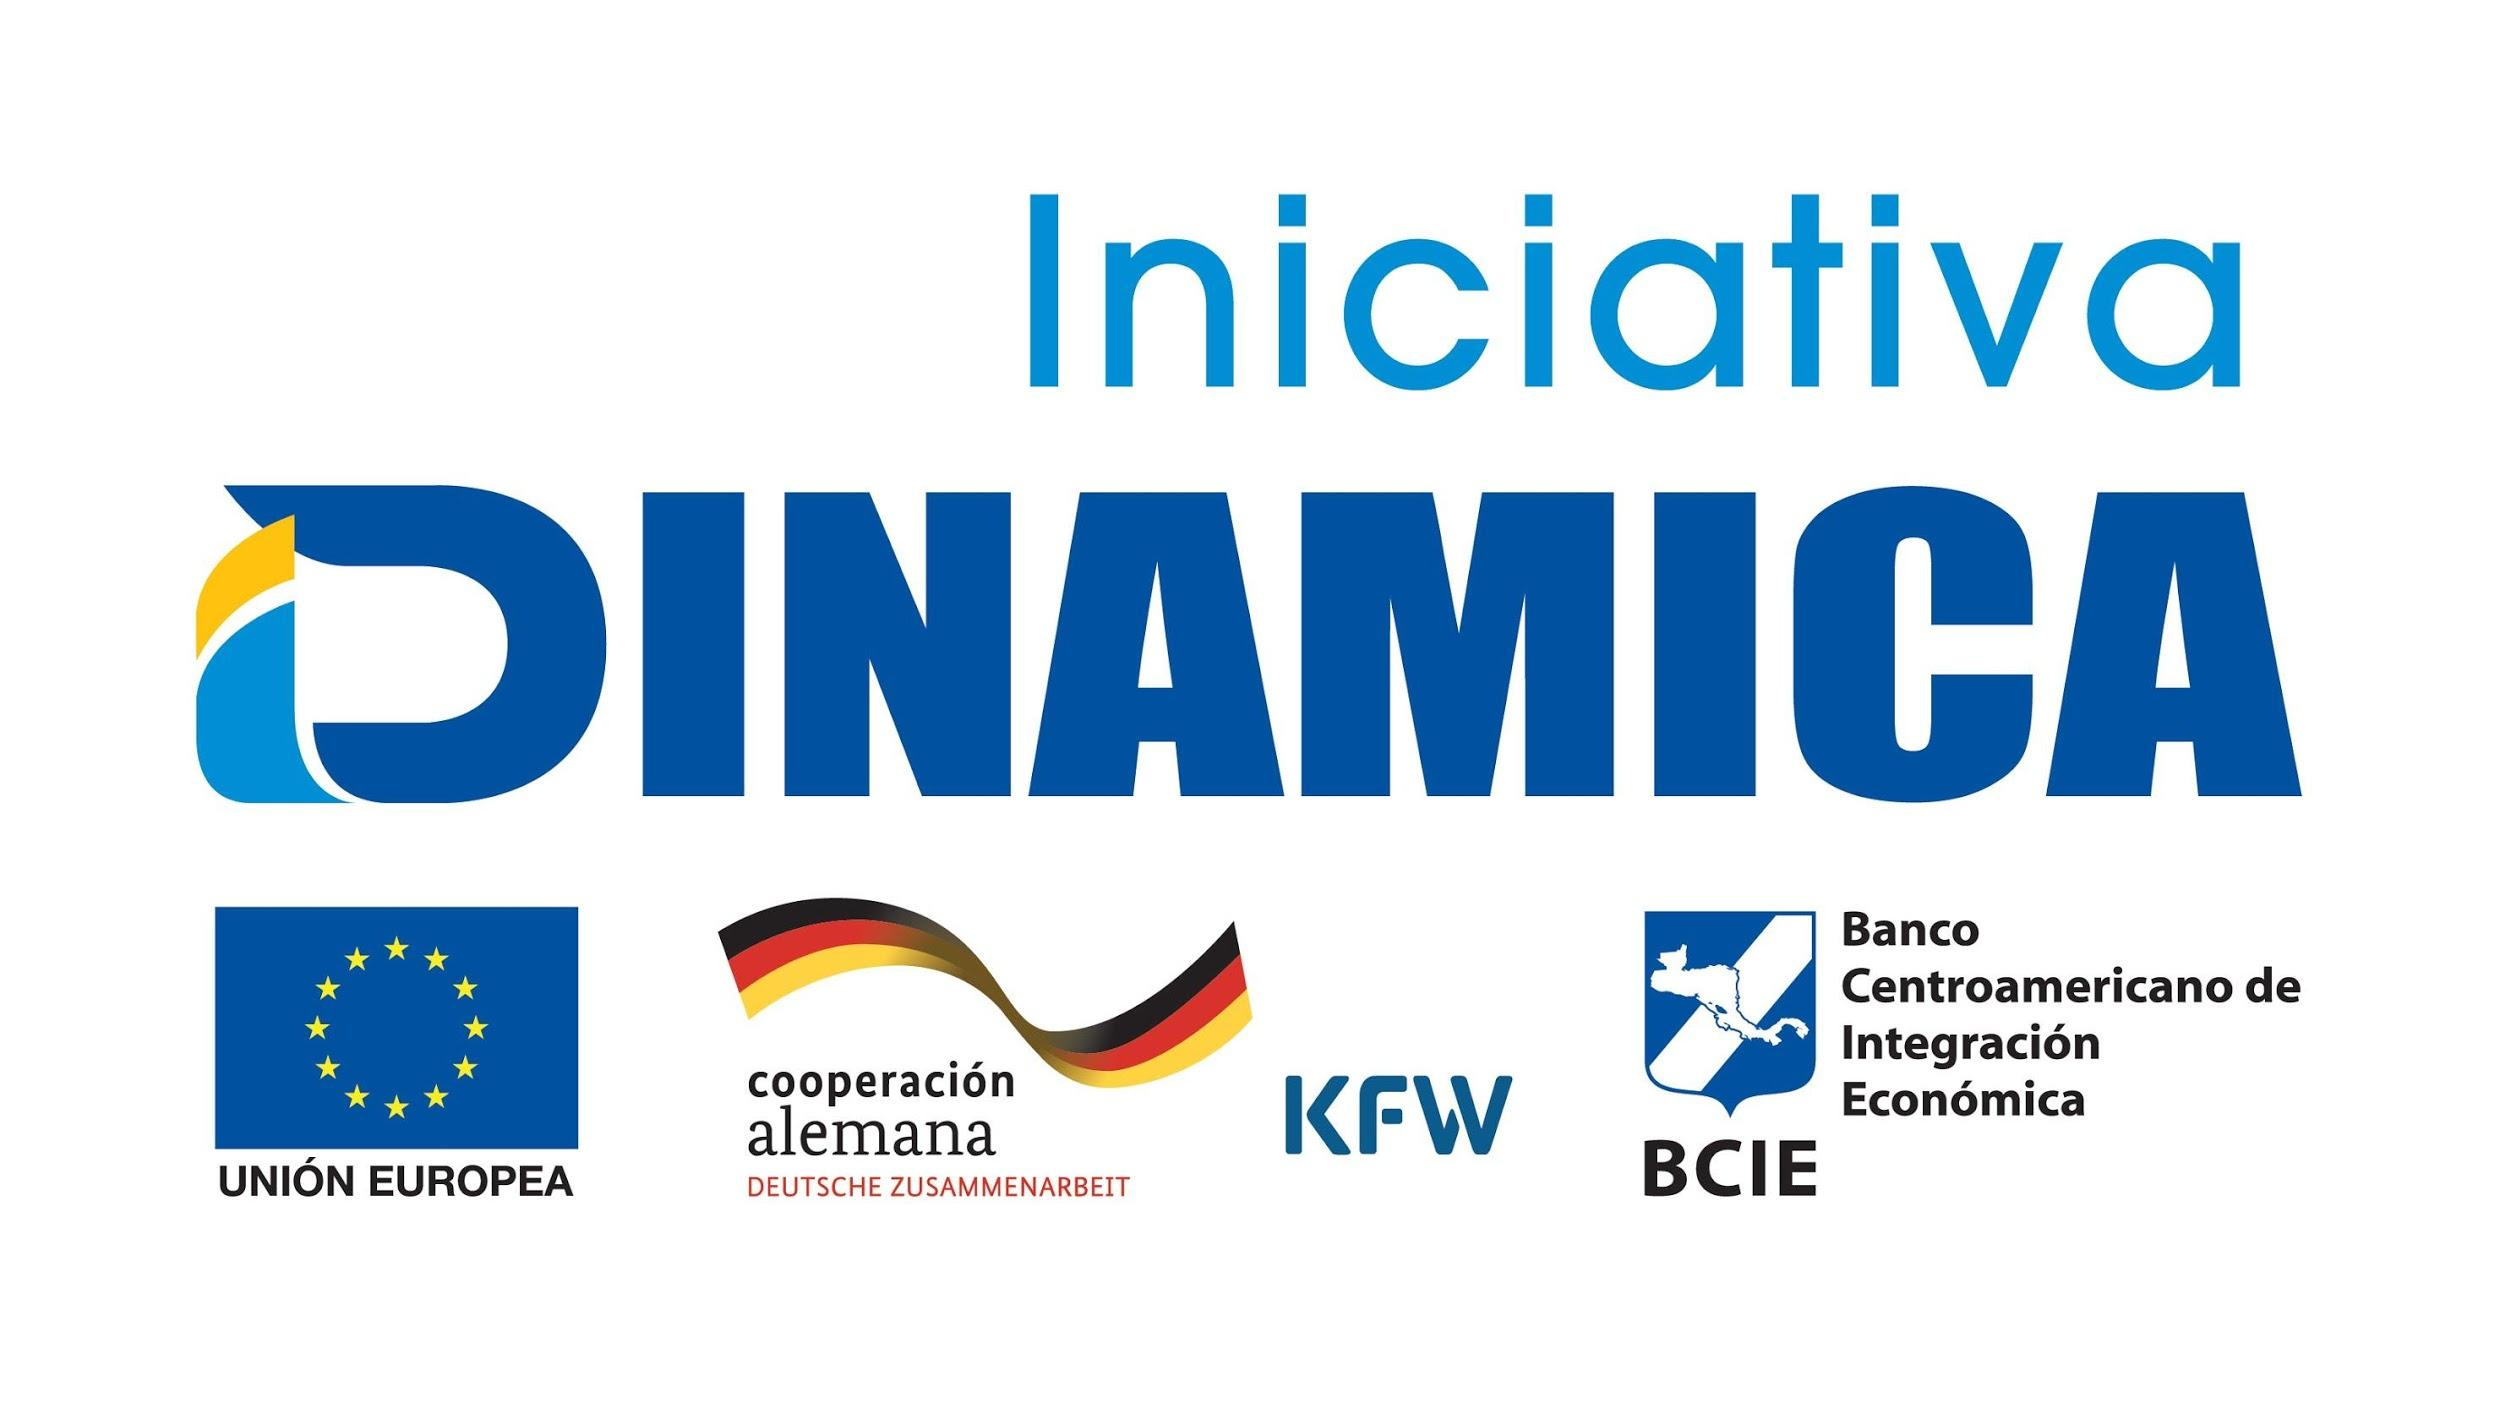 Iniciativa
DINAMICA
UNIÓN EUROPEA
cooperación
alemana
DEUTSCHE ZUSAMMENARBEIT
KFW
BCIE
Banco
Centroamericano de
Integración
Económica